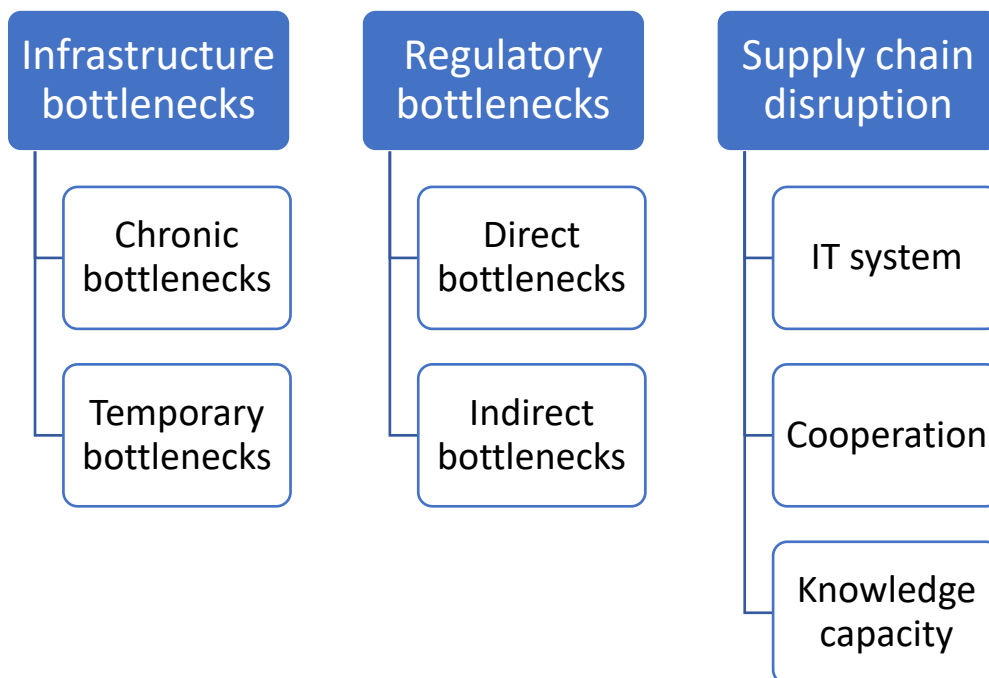 Infrastructure
bottlenecks
Chronic
bottlenecks
Temporary
bottlenecks
Regulatory
bottlenecks
Direct
bottlenecks
Indirect
bottlenecks
Supply chain
disruption
IT system
Cooperation
Knowledge
capacity